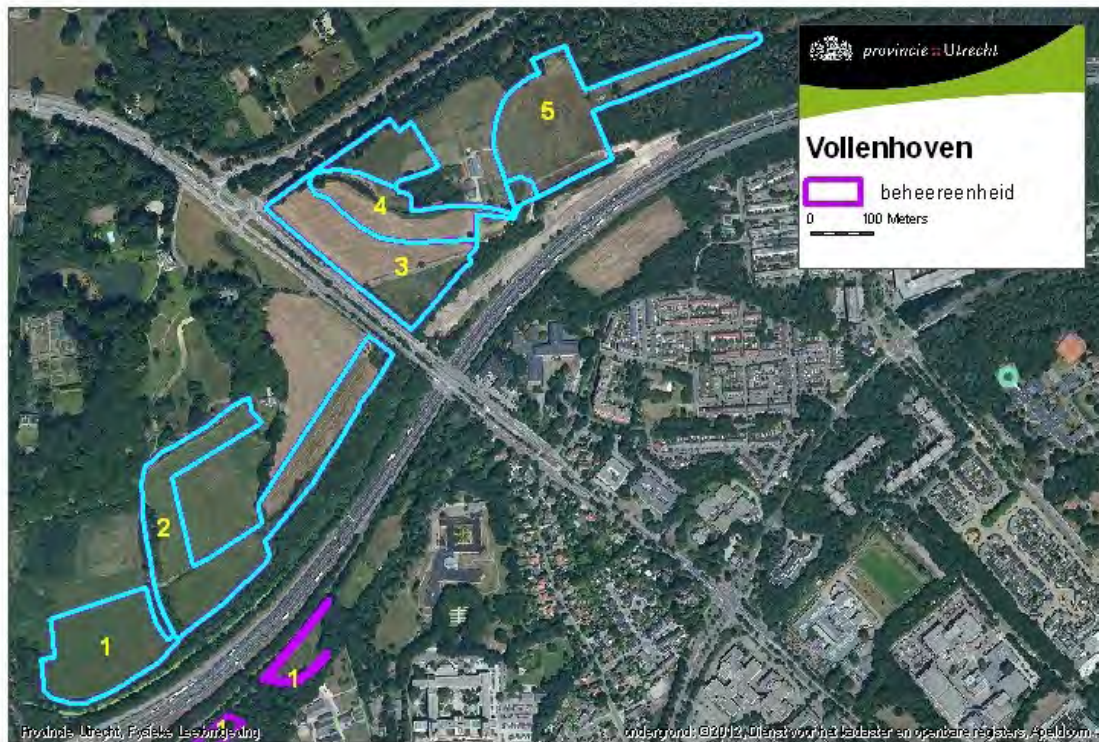 provincie :: Utrecht
Vollenhoven
beheereenheid
0 100 Meters
5
4
3
2
1
1
1
Provincie Utrecht, Fysieke Leefomgeving
ondergrond: ©2012, Dienst voor het kadaster en openbare registers, Apeldoorn